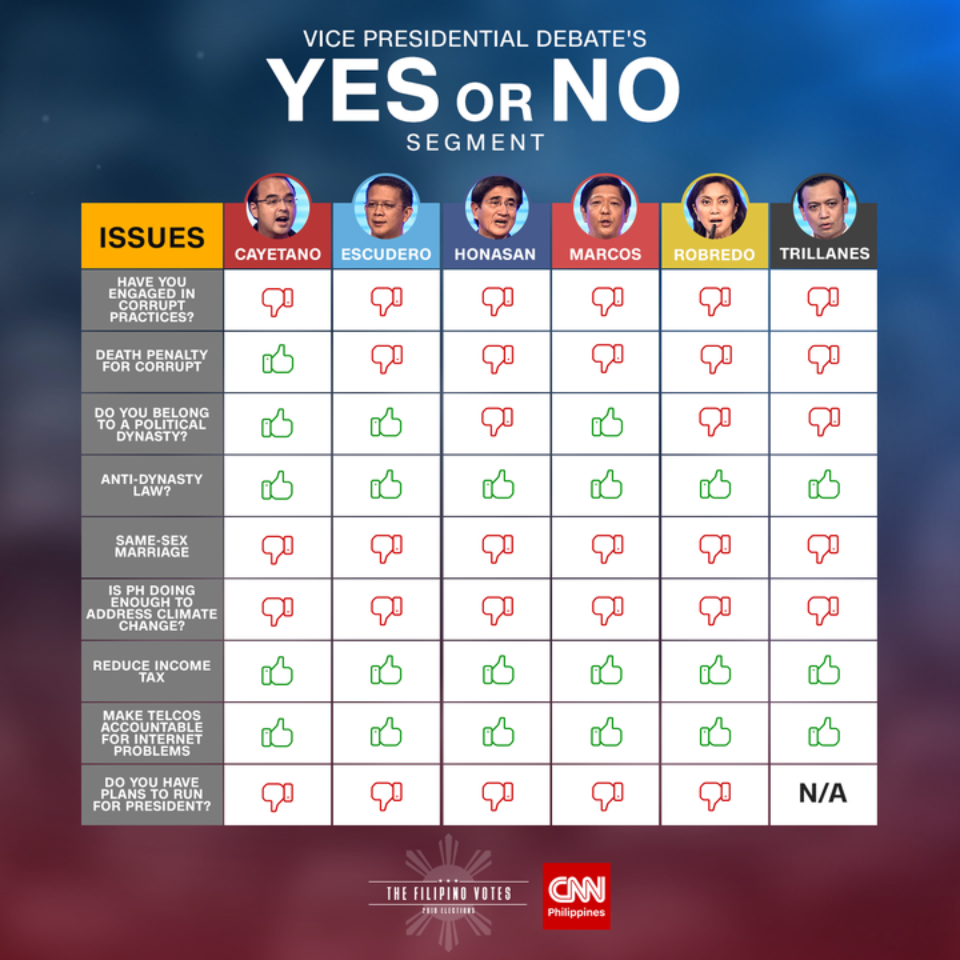 VICE PRESIDENTIAL DEBATE'S
YES OR NO
SEGMENT
ISSUES
CAYETANO
ESCUDERO
HONASAN
MARCOS
ROBREDO
TRILLANES
HAVE YOU
ENGAGED IN
CORRUPT
PRACTICES?
DEATH PENALTY
FOR CORRUPT
DO YOU BELONG
TO A POLITICAL
DYNASTY?
ANTI-DYNASTY
LAW?
SAME-SEX
MARRIAGE
IS PH DOING
ENOUGH TO
ADDRESS CLIMATE
CHANGE?
REDUCE INCOME
TAX
MAKE TELCOS
ACCOUNTABLE
FOR INTERNET
PROBLEMS
DO YOU HAVE
PLANS TO RUN
FOR PRESIDENT?
N/A
THE FILIPINO VOTES
2016 ELECTIONS
CNN
Philippines